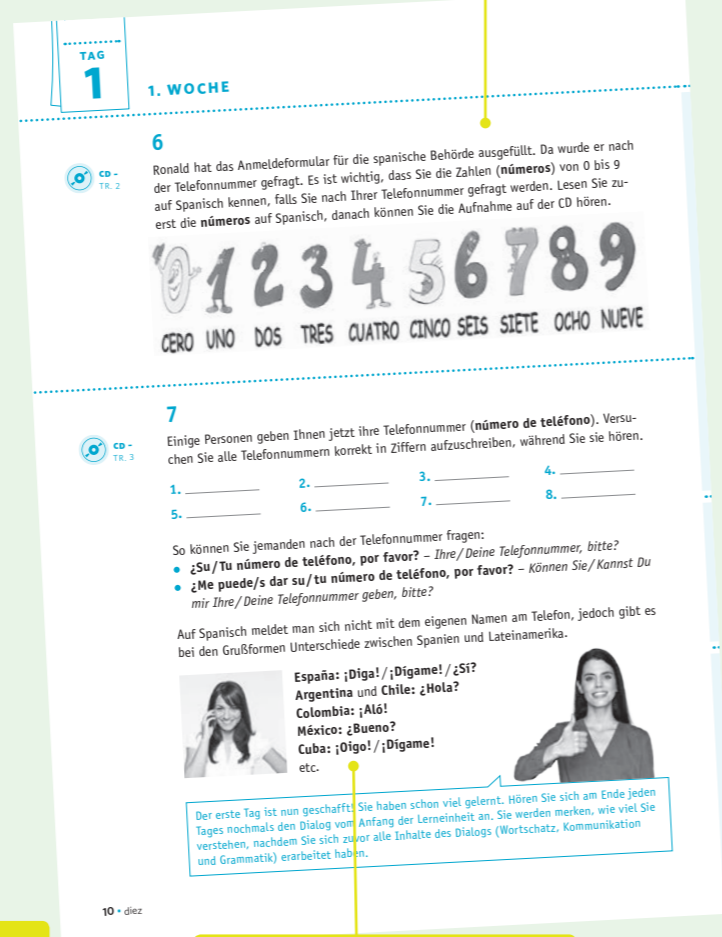 TAG
1
1. WOCHE
6
CD –
TR. 2
Ronald hat das Anmeldeformular für die spanische Behörde ausgefüllt. Da wurde er nach
der Telefonnummer gefragt. Es ist wichtig, dass Sie die Zahlen (números) von 0 bis 9
auf Spanisch kennen, falls Sie nach Ihrer Telefonnummer gefragt werden. Lesen Sie zu-
erst die números auf Spanisch, danach können Sie die Aufnahme auf der CD hören.
0 1 2 3 4 5 6 7 8 9
CERO UNO DOS TRES CUATRO CINCO SEIS SIETE OCHO NUEVE
7
CD –
TR. 3
Einige Personen geben Ihnen jetzt ihre Telefonnummer (número de teléfono). Versu-
chen Sie alle Telefonnummern korrekt in Ziffern aufzuschreiben, während Sie sie hören.
1. 2. 3. 4.
5. 6. 7. 8.
So können Sie jemanden nach der Telefonnummer fragen:
• ¿Su/Tu número de teléfono, por favor? – Ihre/Deine Telefonnummer, bitte?
• ¿Me puede/s dar su/tu número de teléfono, por favor? – Können Sie/Kannst Du
mir Ihre/Deine Telefonnummer geben, bitte?
Auf Spanisch meldet man sich nicht mit dem eigenen Namen am Telefon, jedoch gibt es
bei den Grußformen Unterschiede zwischen Spanien und Lateinamerika.
España: ¡Diga!/¡Dígame!/¿Sí?
Argentina und Chile: ¿Hola?
Colombia: ¡Aló!
México: ¿Bueno?
Cuba: ¡Oigo!/¡Dígame!
etc.
Der erste Tag ist nun geschafft! Sie haben schon viel gelernt. Hören Sie sich am Ende jeden
Tages nochmals den Dialog vom Anfang der Lerneinheit an. Sie werden merken, wie viel Sie
verstehen, nachdem Sie sich zuvor alle Inhalte des Dialogs (Wortschatz, Kommunikation
und Grammatik) erarbeitet haben.
10 • diez